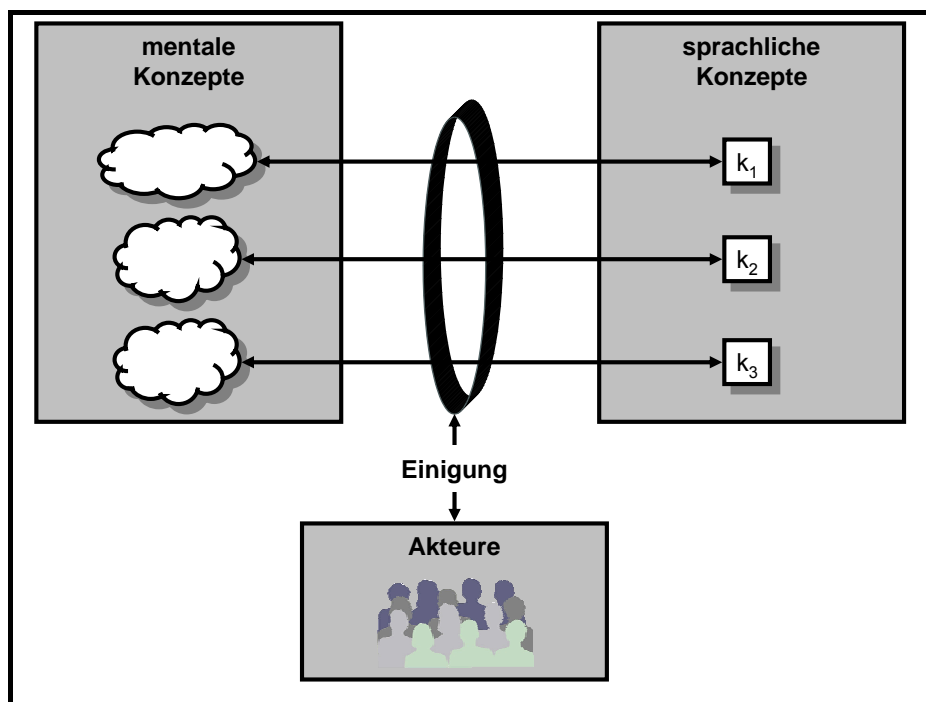 mentale
Konzepte
sprachliche
Konzepte
k₁
k₂
k₃
Einigung
Akteure